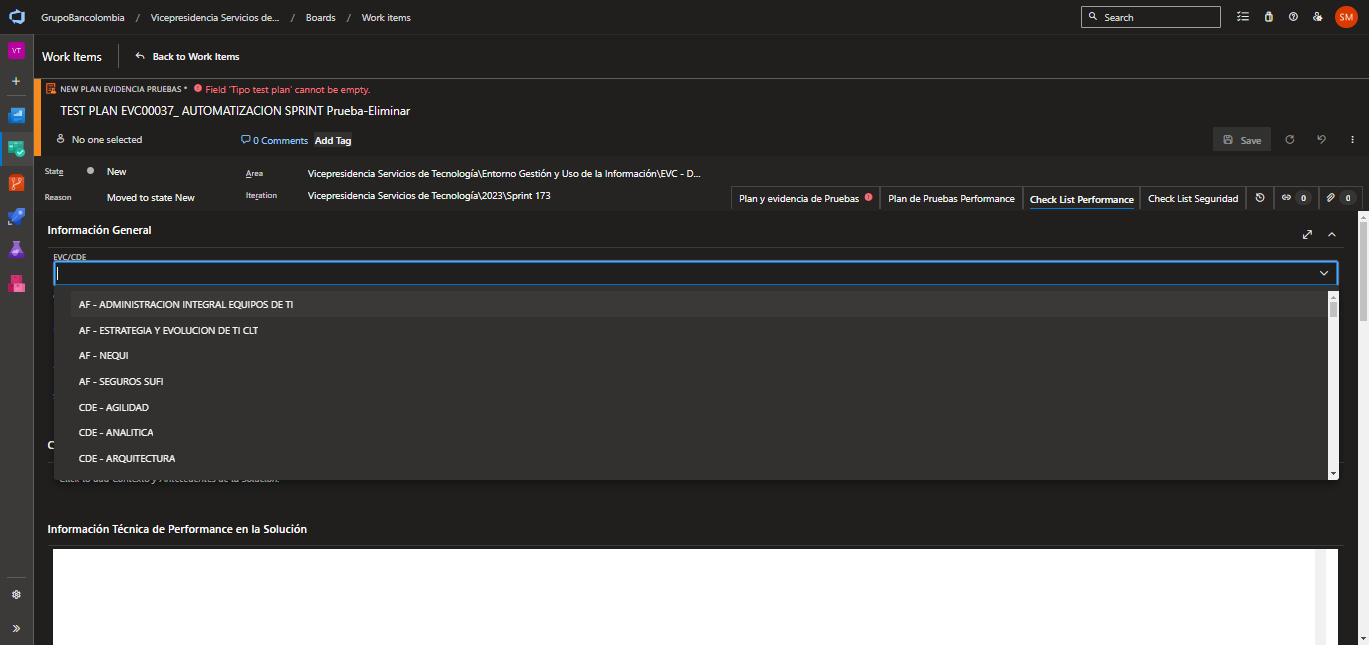 GrupoBancolombia / Vicepresidencia Servicios de... / Boards / Work items
Search
SM
VT
Work Items
Back to Work Items
NEW PLAN EVIDENCIA PRUEBAS * Field 'Tipo test plan' cannot be empty.
TEST PLAN EVC00037_ AUTOMATIZACION SPRINT Prueba-Eliminar
No one selected
0 Comments
Add Tag
Save
State
New
Area
Vicepresidencia Servicios de Tecnología\Entorno Gestión y Uso de la Información\EVC - D...
Reason
Moved to state New
Iteration
Vicepresidencia Servicios de Tecnología\2023\Sprint 173
Plan y evidencia de Pruebas
Plan de Pruebas Performance
Check List Performance
Check List Seguridad
0
0
Información General
EVC/CDE
AF - ADMINISTRACION INTEGRAL EQUIPOS DE TI
AF - ESTRATEGIA Y EVOLUCION DE TI CLT
AF - NEQUI
AF - SEGUROS SUFI
CDE - AGILIDAD
CDE - ANALITICA
CDE - ARQUITECTURA
C
Click to add Contexto y Antecedentes de la Solución.
Información Técnica de Performance en la Solución